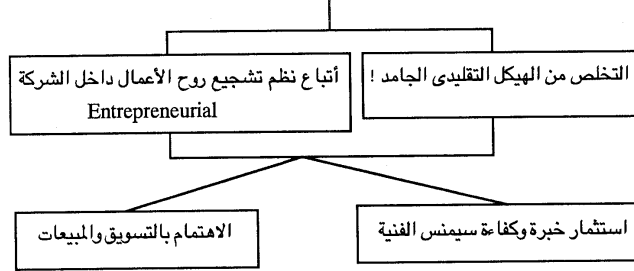 التخلص من الهيكل التقليدى الجامد !
أتباع نظم تشجيع روح الأعمال داخل الشركة
Entrepreneurial
استثمار خبرة وكفاءة سيمنس الفنية
الاهتمام بالتسويق والمبيعات